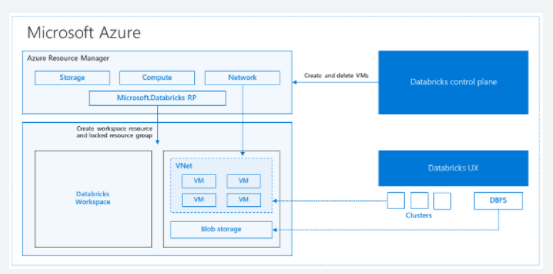 Microsoft Azure
Azure Resource Manager
Storage
Compute
Network
Microsoft.Databricks RP
Create and delete VMs
Databricks control plane
Create workspace resource
and locked resource group
Databricks
Workspace
VNet
VM
VM
VM
VM
Blob storage
Databricks UX
Clusters
DBFS